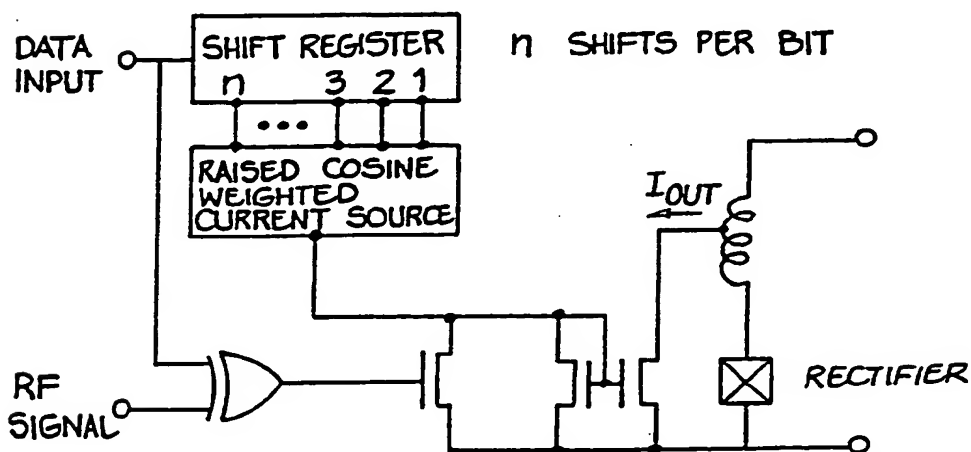 DATA
INPUT
SHIFT REGISTER
n ... 3 2 1
n SHIFTS PER BIT
RAISED COSINE
WEIGHTED
CURRENT SOURCE
IOUT
RF
SIGNAL
RECTIFIER